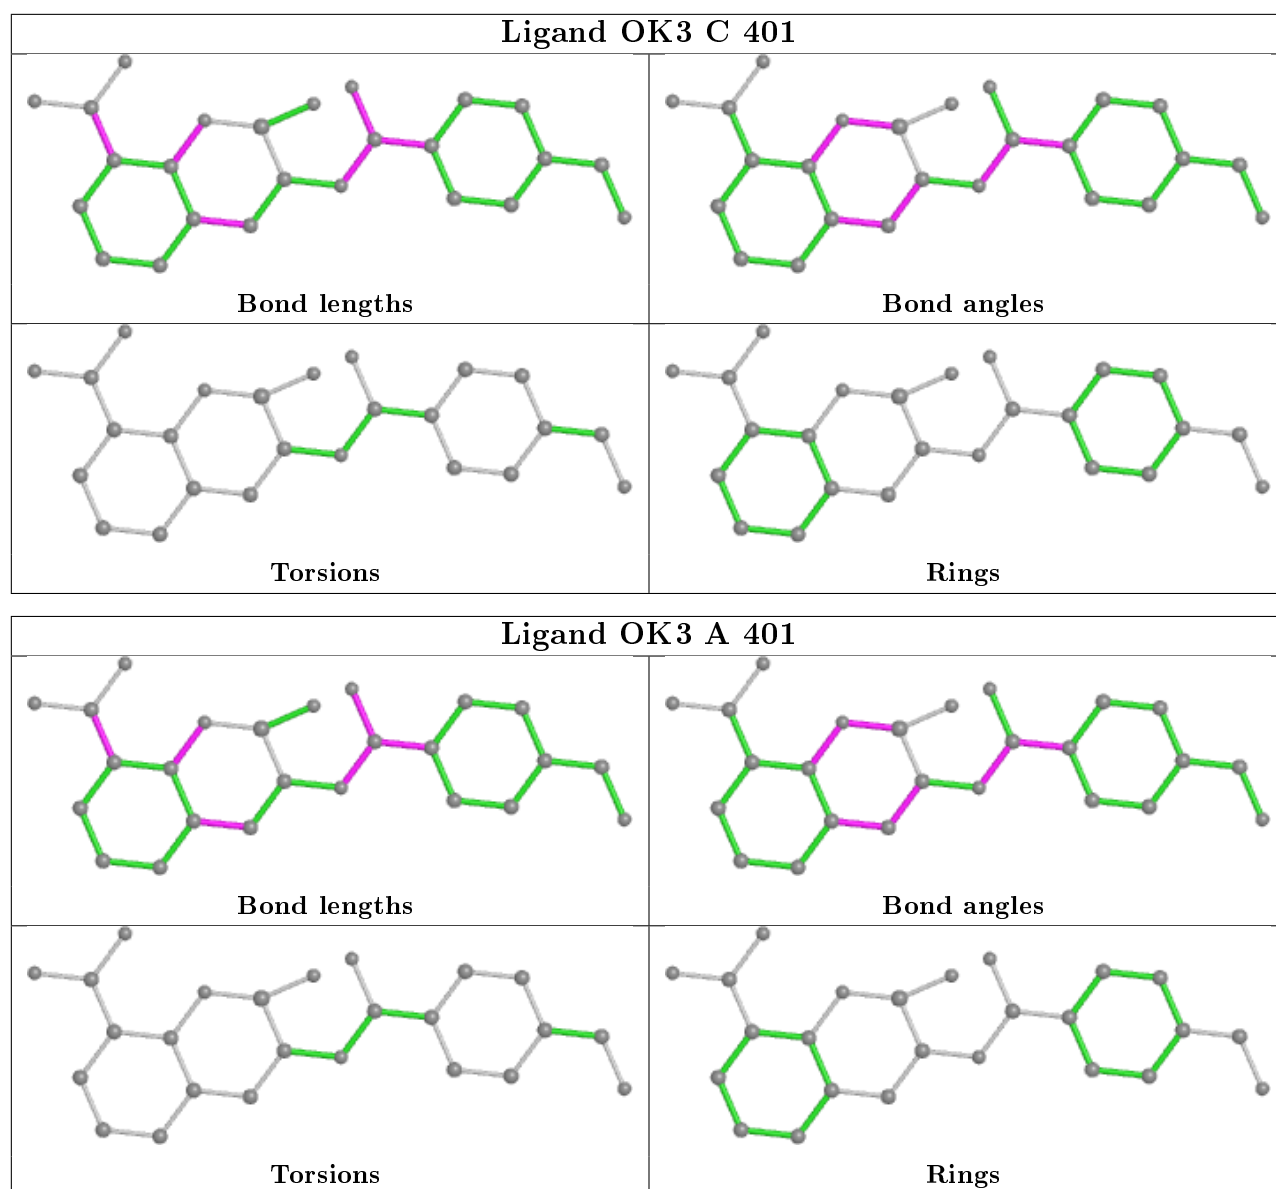 Ligand OK3 C 401
Bond lengths
Bond angles
Torsions
Rings
Ligand OK3 A 401
Bond lengths
Bond angles
Torsions
Rings